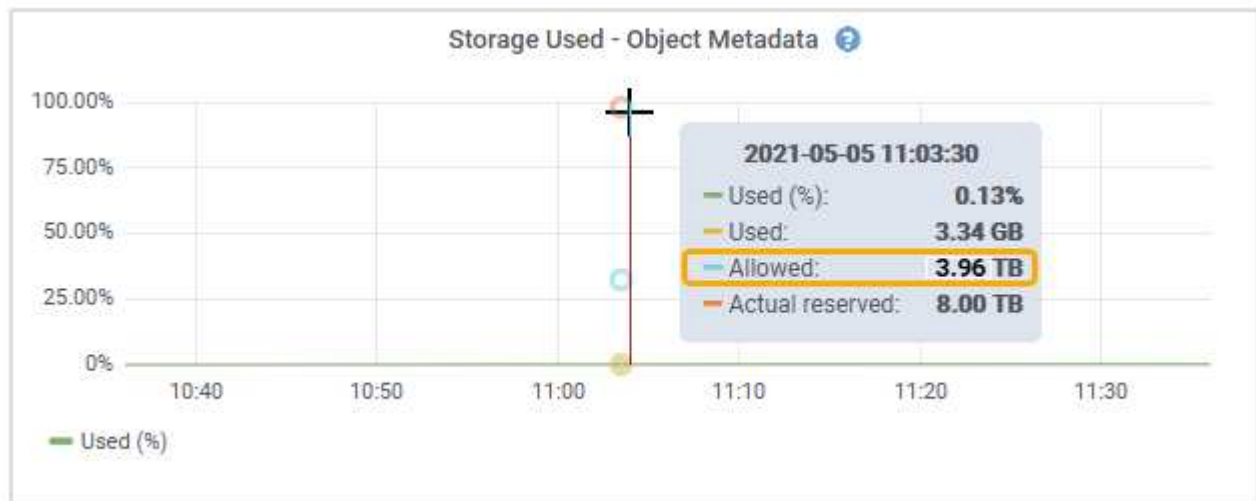 Storage Used - Object Metadata ?
100.00%
75.00%
50.00%
25.00%
0%
2021-05-05 11:03:30
Used (%): 0.13%
Used: 3.34 GB
Allowed: 3.96 TB
Actual reserved: 8.00 TB
10:40 10:50 11:00 11:10 11:20 11:30
Used (%)